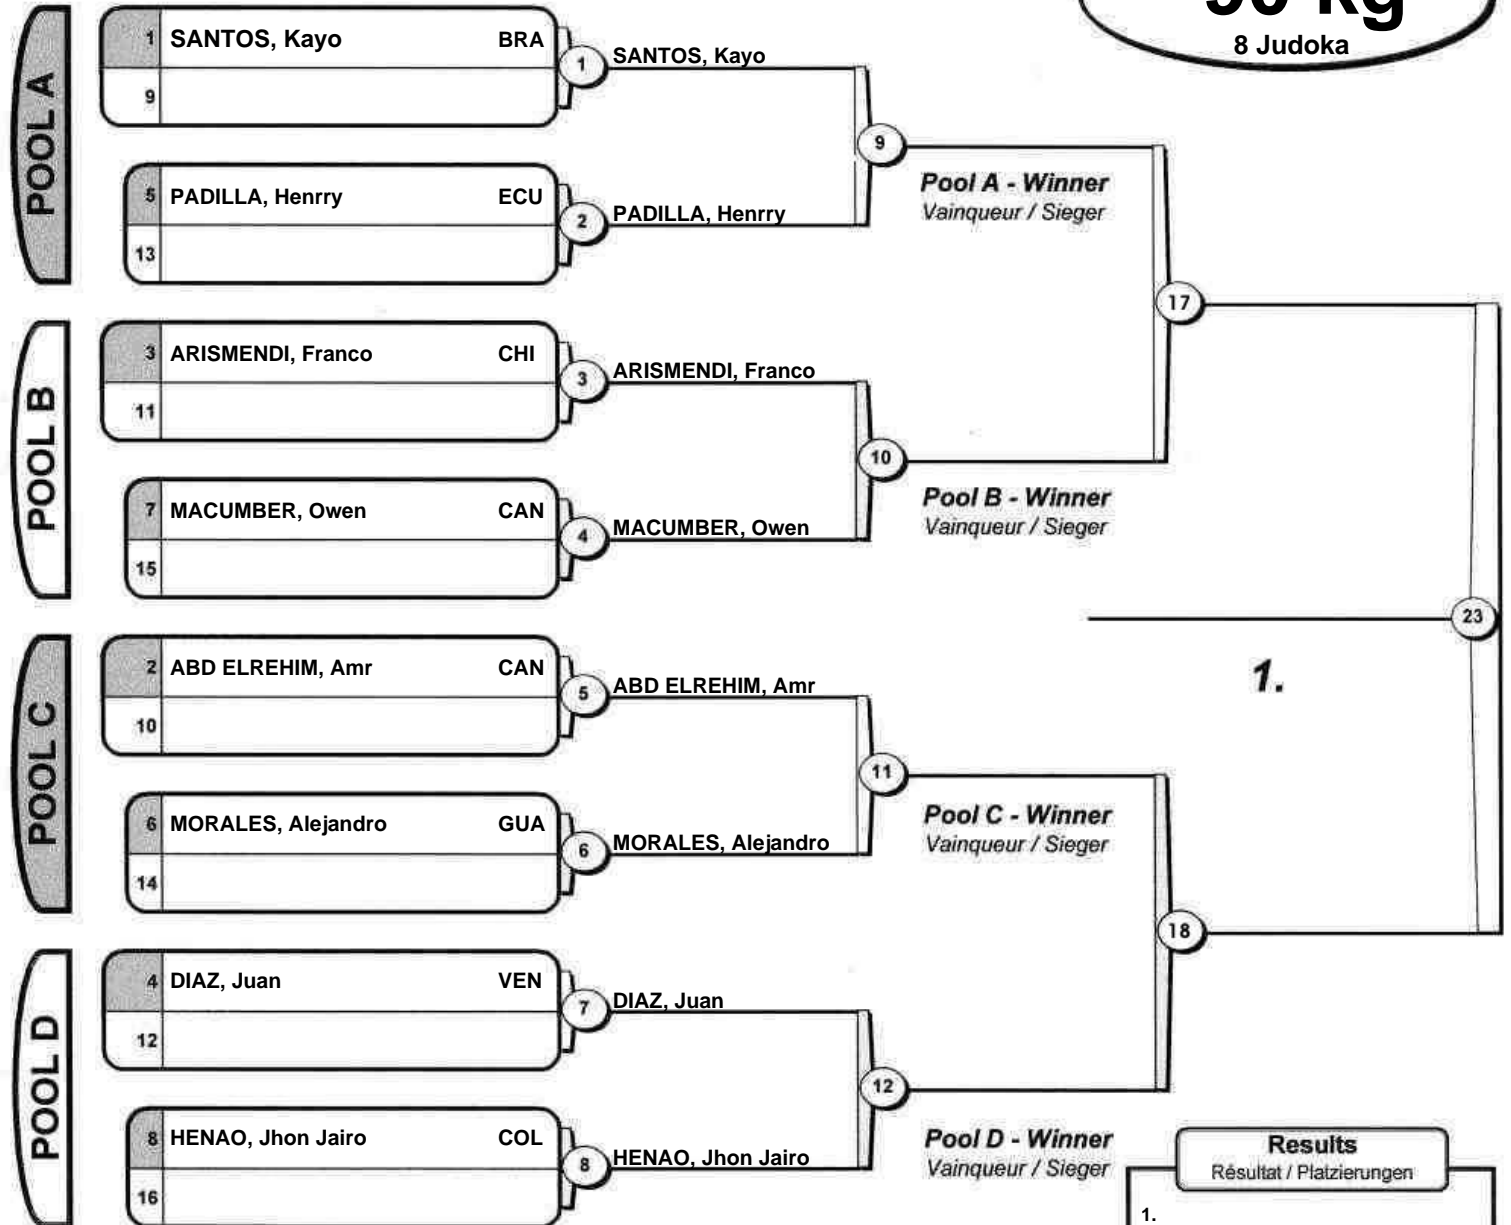 90 kg
8 Judoka
POOL A
1 SANTOS, Kayo BRA
9
1
SANTOS, Kayo
5 PADILLA, Henrry ECU
13
2
PADILLA, Henrry
9
Pool A - Winner
Vainqueur / Sieger
POOL B
3 ARISMENDI, Franco CHI
11
3
ARISMENDI, Franco
7 MACUMBER, Owen CAN
15
4
MACUMBER, Owen
10
Pool B - Winner
Vainqueur / Sieger
17
POOL C
2 ABD ELREHIM, Amr CAN
10
5
ABD ELREHIM, Amr
6 MORALES, Alejandro GUA
14
6
MORALES, Alejandro
11
Pool C - Winner
Vainqueur / Sieger
POOL D
4 DIAZ, Juan VEN
12
7
DIAZ, Juan
8 HENAO, Jhon Jairo COL
16
8
HENAO, Jhon Jairo
12
Pool D - Winner
Vainqueur / Sieger
18
23
1.
Results
Résultat / Platzierungen
1.